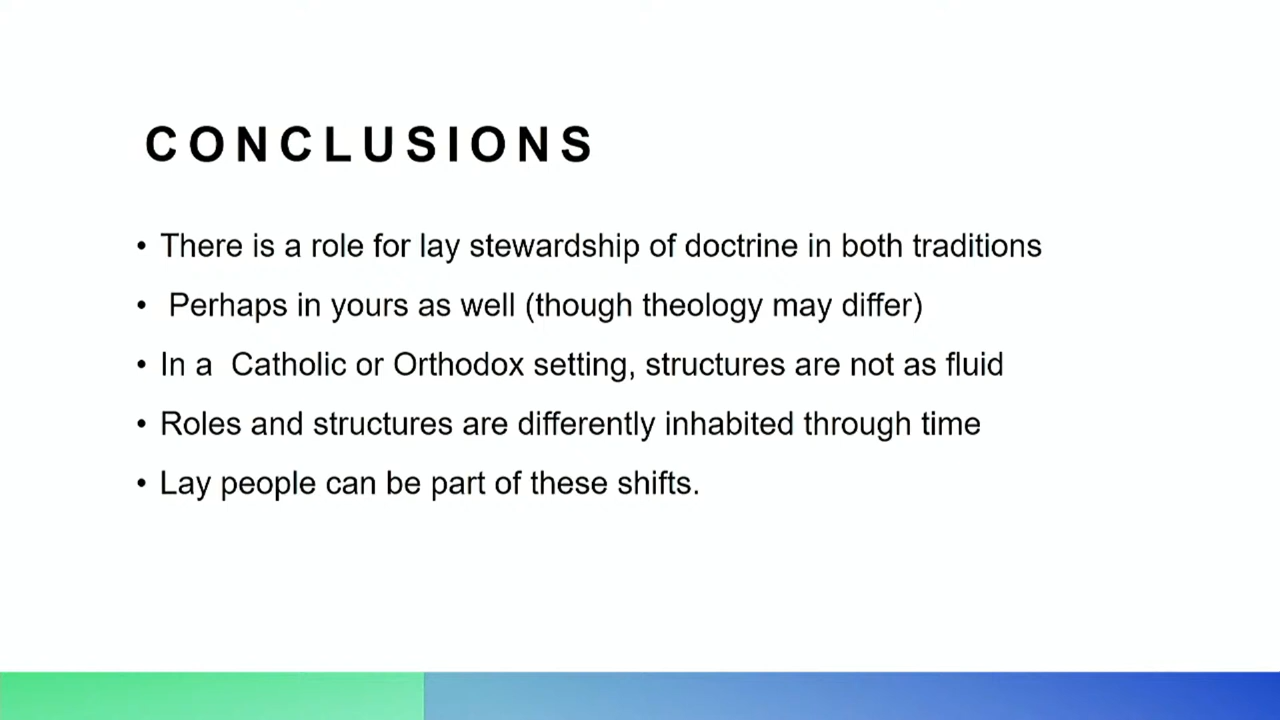 CONCLUSIONS
• There is a role for lay stewardship of doctrine in both traditions
• Perhaps in yours as well (though theology may differ)
• In a Catholic or Orthodox setting, structures are not as fluid
• Roles and structures are differently inhabited through time
• Lay people can be part of these shifts.